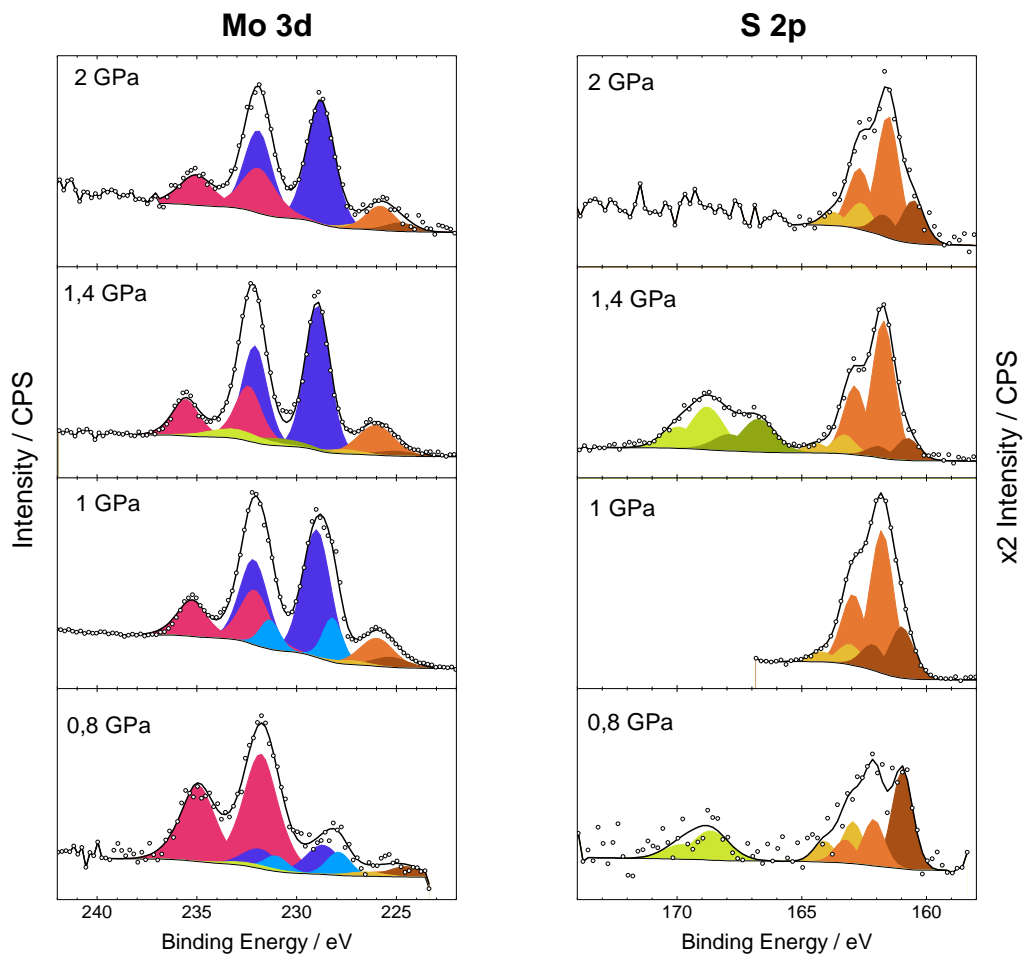 Mo 3d
S 2p
2 GPa
2 GPa
1,4 GPa
1,4 GPa
1 GPa
1 GPa
0,8 GPa
0,8 GPa
Intensity / CPS
x2 Intensity / CPS
240 235 230 225
170 165 160
Binding Energy / eV
Binding Energy / eV